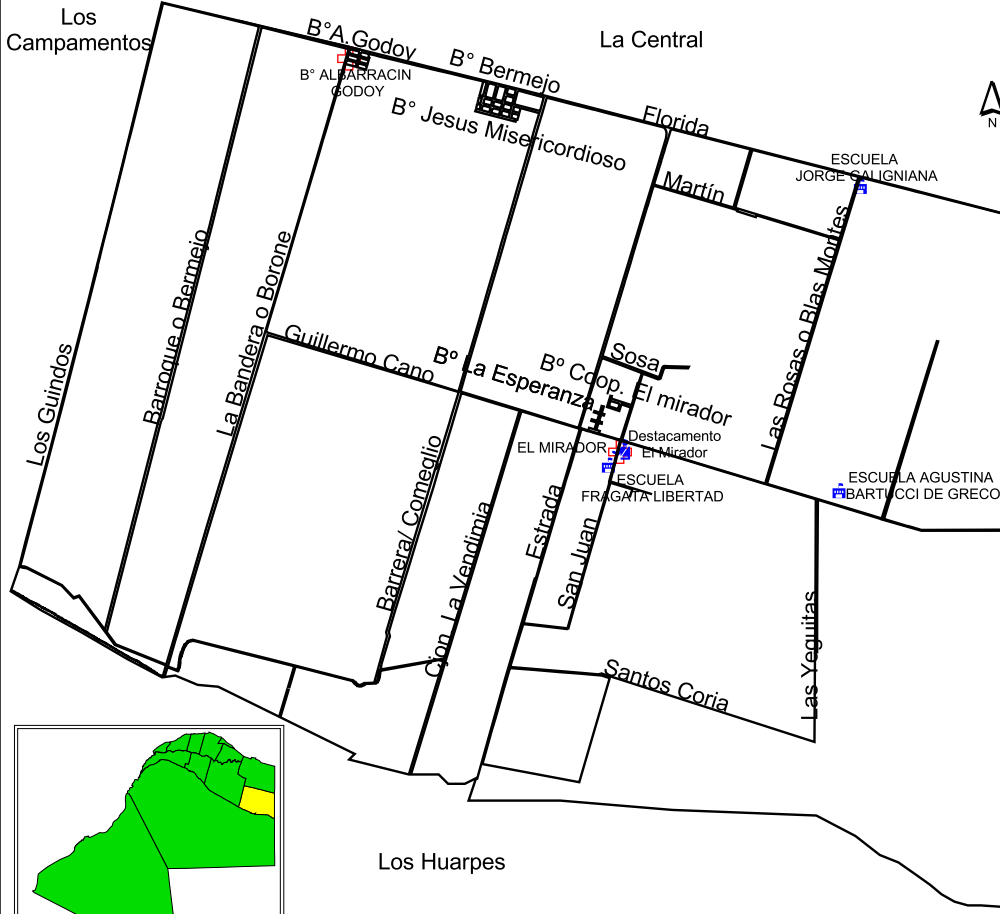 Los
Campamentos
La Central
B°A.Godoy
B° Bermejo
B° ALBARRACIN
GODOY
B° Jesus Misericordioso
Florida
N
ESCUELA
JORGE CALIGNIANA
Martín
Las Rosas o Blas Montes
Barroque o Bermejo
La Bandera o Borone
Los Guindos
Guillermo Cano
Bº La Esperanza
Sosa
Bº Coop. El mirador
EL MIRADOR
Destacamento
El Mirador
ESCUELA
FRAGATA LIBERTAD
ESCUELA AGUSTINA
BARTUCCI DE GRECO
Barrera/ Comeglio
Cjon. La Vendimia
Estrada
San Juan
Las Yeguitas
Santos Coria
Los Huarpes